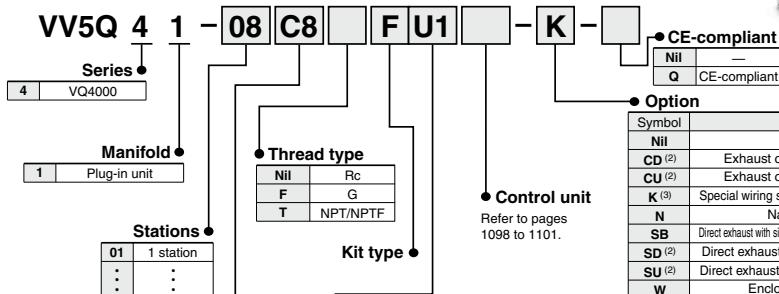 VV5Q 4 1 - 08 C8 F U1 - K -
Series
4 VQ4000
Manifold
1 Plug-in unit
Stations
01 1 station
Thread type
Nil Rc
F G
T NPT/NPTF
Kit type
Control unit
Refer to pages
1098 to 1101.
CE-compliant
Nil —
Q CE-compliant
Option
Symbol
Nil
CD (2) Exhaust
CU (2) Exhaust
K (3) Special wiring
N
SB Direct exhaust with
SD (2) Direct exhaust
SU (2) Direct exhaust
W